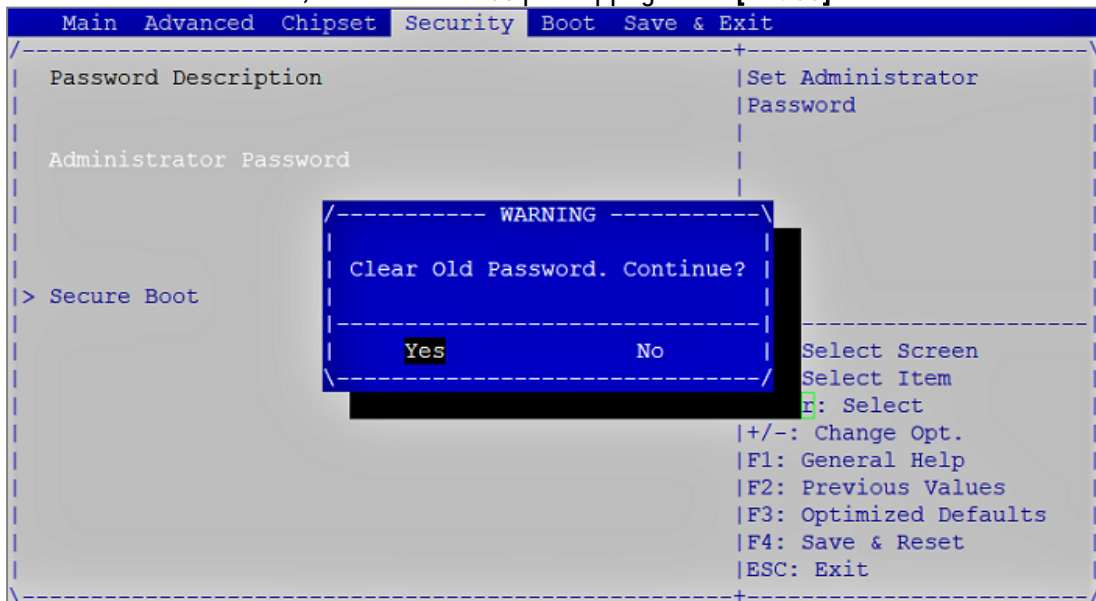 Main Advanced Chipset Security Boot Save & Exit
Password Description
Set Administrator
Password
Administrator Password
WARNING
Clear Old Password. Continue?
Yes No
> Secure Boot
Select Screen
Select Item
r: Select
+/-: Change Opt.
F1: General Help
F2: Previous Values
F3: Optimized Defaults
F4: Save & Reset
ESC: Exit